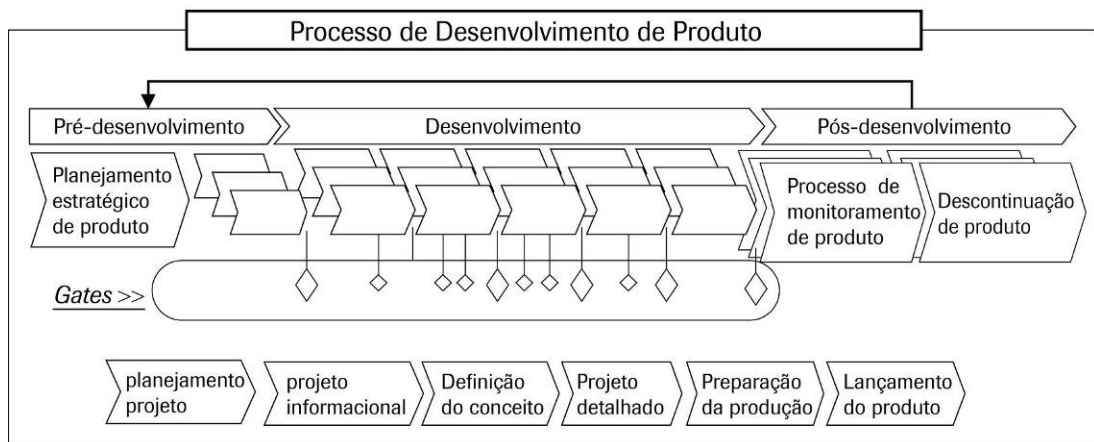 Processo de Desenvolvimento de Produto
Pré-desenvolvimento
Desenvolvimento
Pós-desenvolvimento
Planejamento
estratégico
de produto
Processo de
monitoramento
de produto
Descontinuação
de produto
Gates >>
planejamento
projeto
projeto
informacional
Definição
do conceito
Projeto
detalhado
Preparação
da produção
Lançamento
do produto